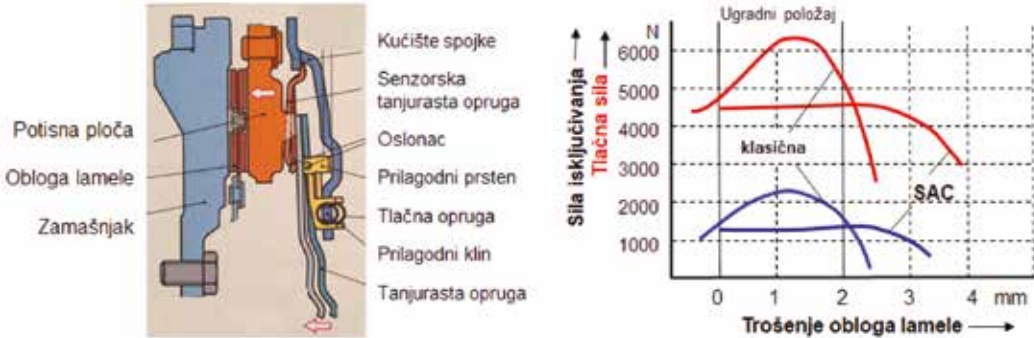 Potisna ploča
Obloga lamele
Zamašnjak
Kućište spojke
Senzorska
tanjurasta opruga
Oslonac
Prilagodni prsten
Tlačna opruga
Prilagodni klin
Tanjurasta opruga
Sila isključivanja
Tlačna sila
Ugradni položaj
N
6000
5000
4000
3000
2000
1000
klasična
SAC
0 1 2 3 4 mm
Trošenje obloga lamele